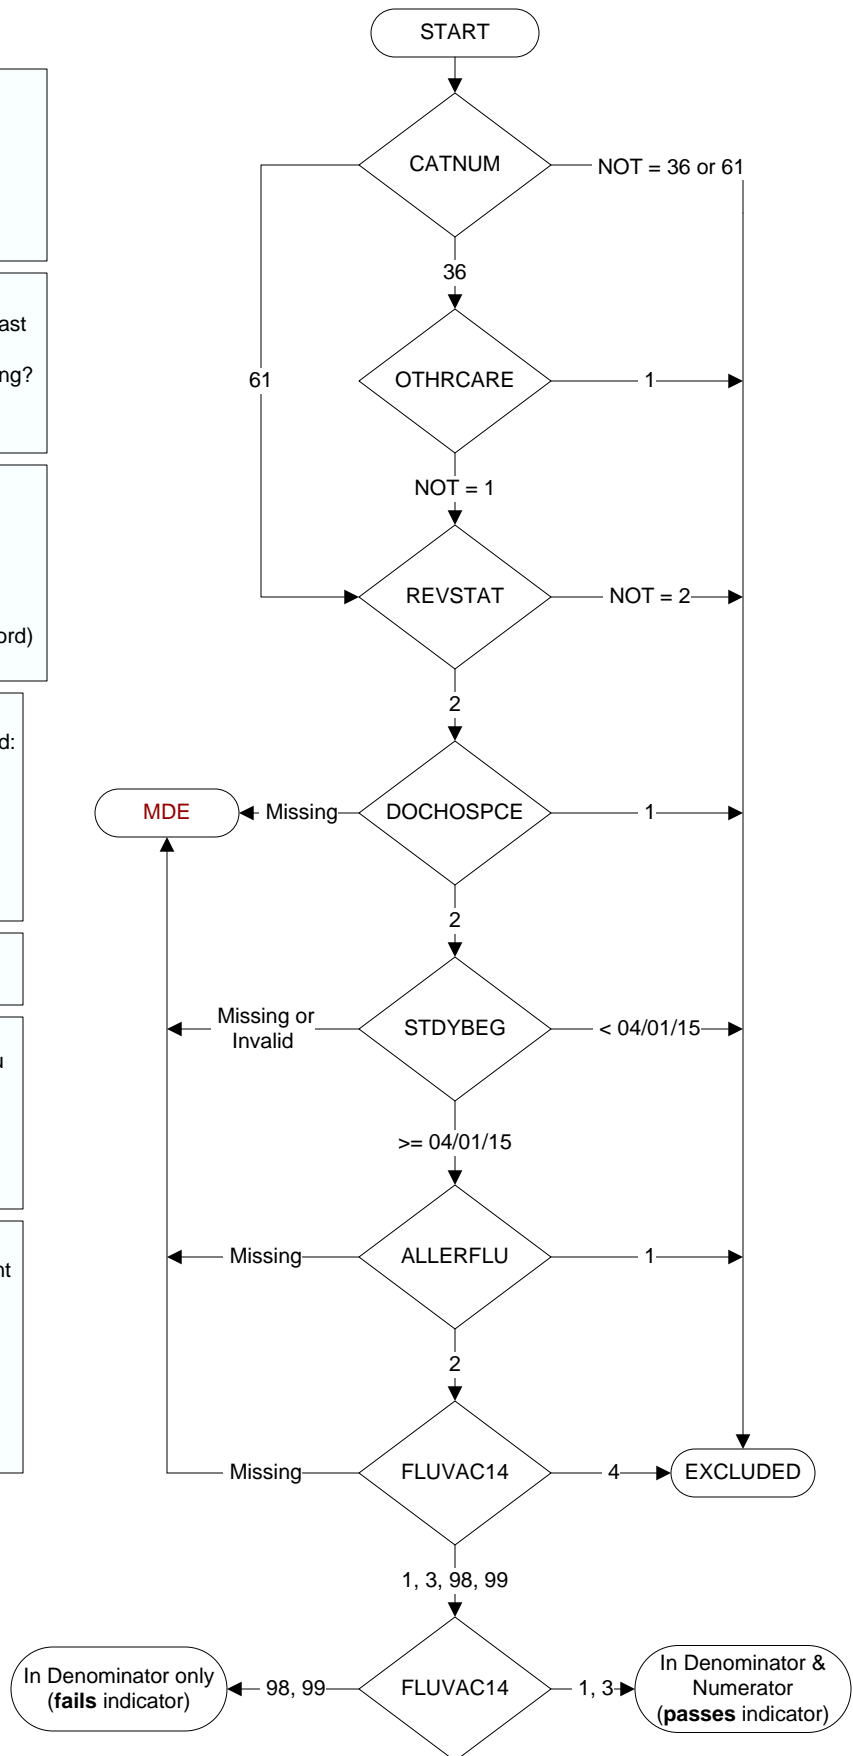 START
CATNUM
NOT = 36 or 61
36
61
OTHRCARE
1
NOT = 1
REVSTAT
NOT = 2
2
MDE
Missing
DOCHOSPCE
1
2
Missing or
Invalid
STDYBEG
< 04/01/15
>= 04/01/15
Missing
ALLERFLU
1
2
Missing
FLUVAC14
4
EXCLUDED
1, 3, 98, 99
In Denominator only
(fails indicator)
98, 99
FLUVAC14
1, 3
In Denominator &
Numerator
(passes indicator)
ast
ng?
ord)
d:
u
nt